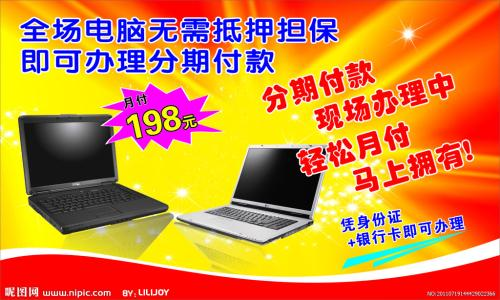 全场电脑无需抵押担保
即可办理分期付款
月付
198元
分期付款
现场办理中
轻松月付
马上拥有!
凭身份证
+银行卡即可办理
昵图网 www.nipic.com BY: LILIJOY
NO:20110719144429022366